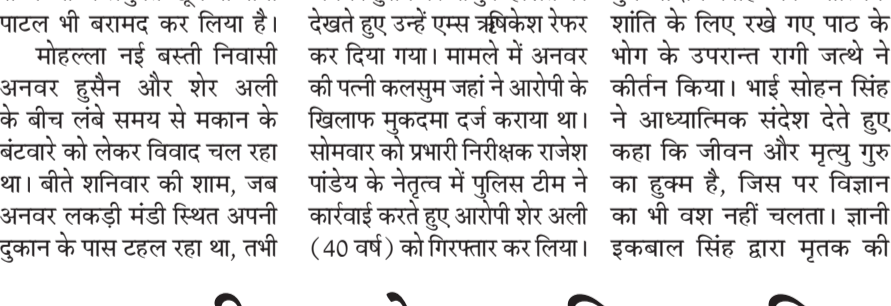 पाटल भी बरामद कर लिया है।
मोहल्ला नई बस्ती निवासी
अनवर हुसैन और शेर अली
के बीच लंबे समय से मकान के
बंटवारे को लेकर विवाद चल रहा
था। बीते शनिवार की शाम, जब
अनवर लकड़ी मंडी स्थित अपनी
दुकान के पास टहल रहा था, तभी
देखते हुए उन्हें एम्स ऋषिकेश रेफर
कर दिया गया। मामले में अनवर
की पत्नी कलसुम जहां ने आरोपी के
खिलाफ मुकदमा दर्ज कराया था।
सोमवार को प्रभारी निरीक्षक राजेश
पांडेय के नेतृत्व में पुलिस टीम ने
कार्रवाई करते हुए आरोपी शेर अली
(40 वर्ष) को गिरफ्तार कर लिया।
शांति के लिए रखे गए पाठ के
भोग के उपरान्त रागी जत्थे ने
कीर्तन किया। भाई सोहन सिंह
ने आध्यात्मिक संदेश देते हुए
कहा कि जीवन और मृत्यु गुरु
का हुक्म है, जिस पर विज्ञान
का भी वश नहीं चलता। ज्ञानी
इकबाल सिंह द्वारा मृतक की